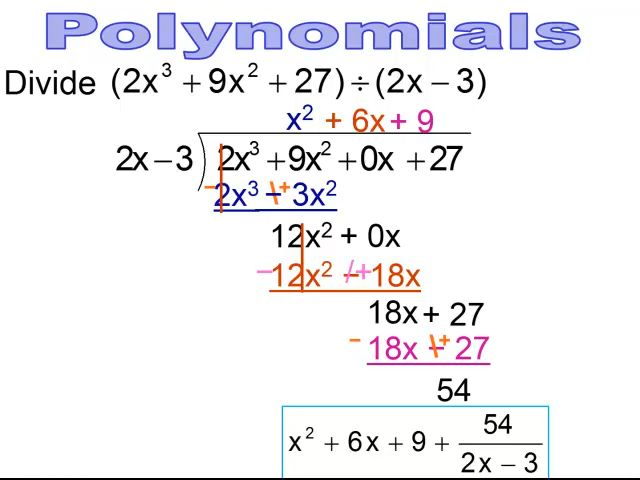 Polynomials
Divide (2x³ + 9x² + 27) ÷ (2x − 3)
x² + 6x + 9
2x − 3 ) 2x³ + 9x² + 0x + 27
− 2x³ − \+ 3x²
12x² + 0x
− 12x² /+ − 18x
18x + 27
− 18x − \+ 27
54
x² + 6x + 9 + 54/(2x − 3)